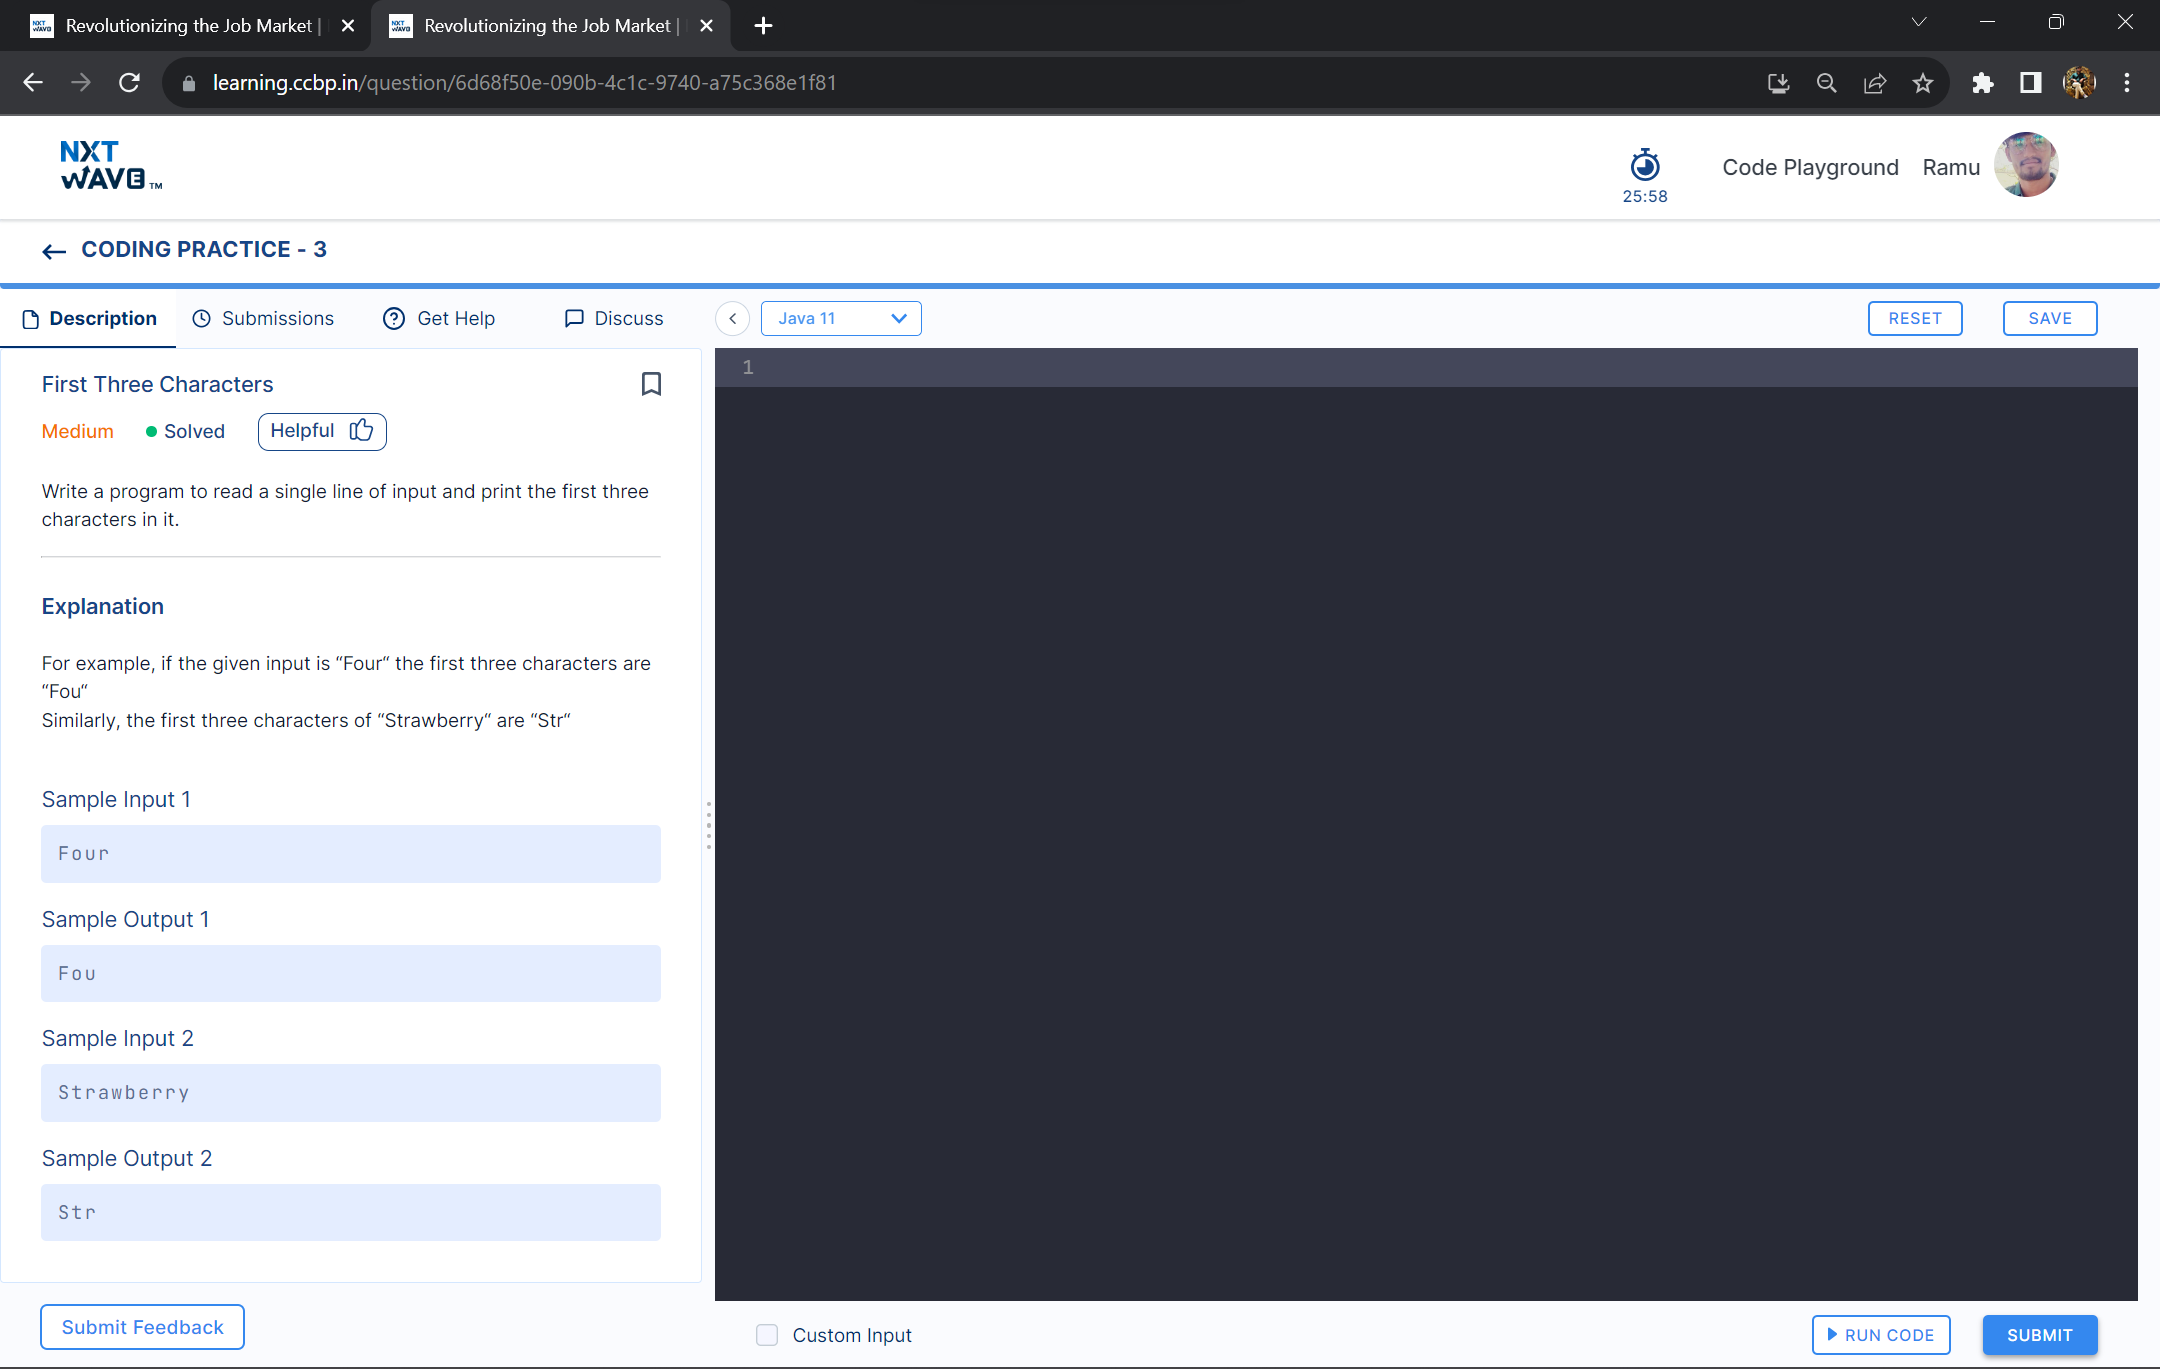 Revolutionizing the Job Market |
Revolutionizing the Job Market |
learning.ccbp.in/question/6d68f50e-090b-4c1c-9740-a75c368e1f81
NXT
WAVE TM
25:58
Code Playground
Ramu
CODING PRACTICE - 3
Description
Submissions
Get Help
Discuss
Java 11
RESET
SAVE
1
First Three Characters
Medium
Solved
Helpful
Write a program to read a single line of input and print the first three
characters in it.
Explanation
For example, if the given input is “Four“ the first three characters are
“Fou“
Similarly, the first three characters of “Strawberry“ are “Str“
Sample Input 1
Four
Sample Output 1
Fou
Sample Input 2
Strawberry
Sample Output 2
Str
Submit Feedback
Custom Input
RUN CODE
SUBMIT